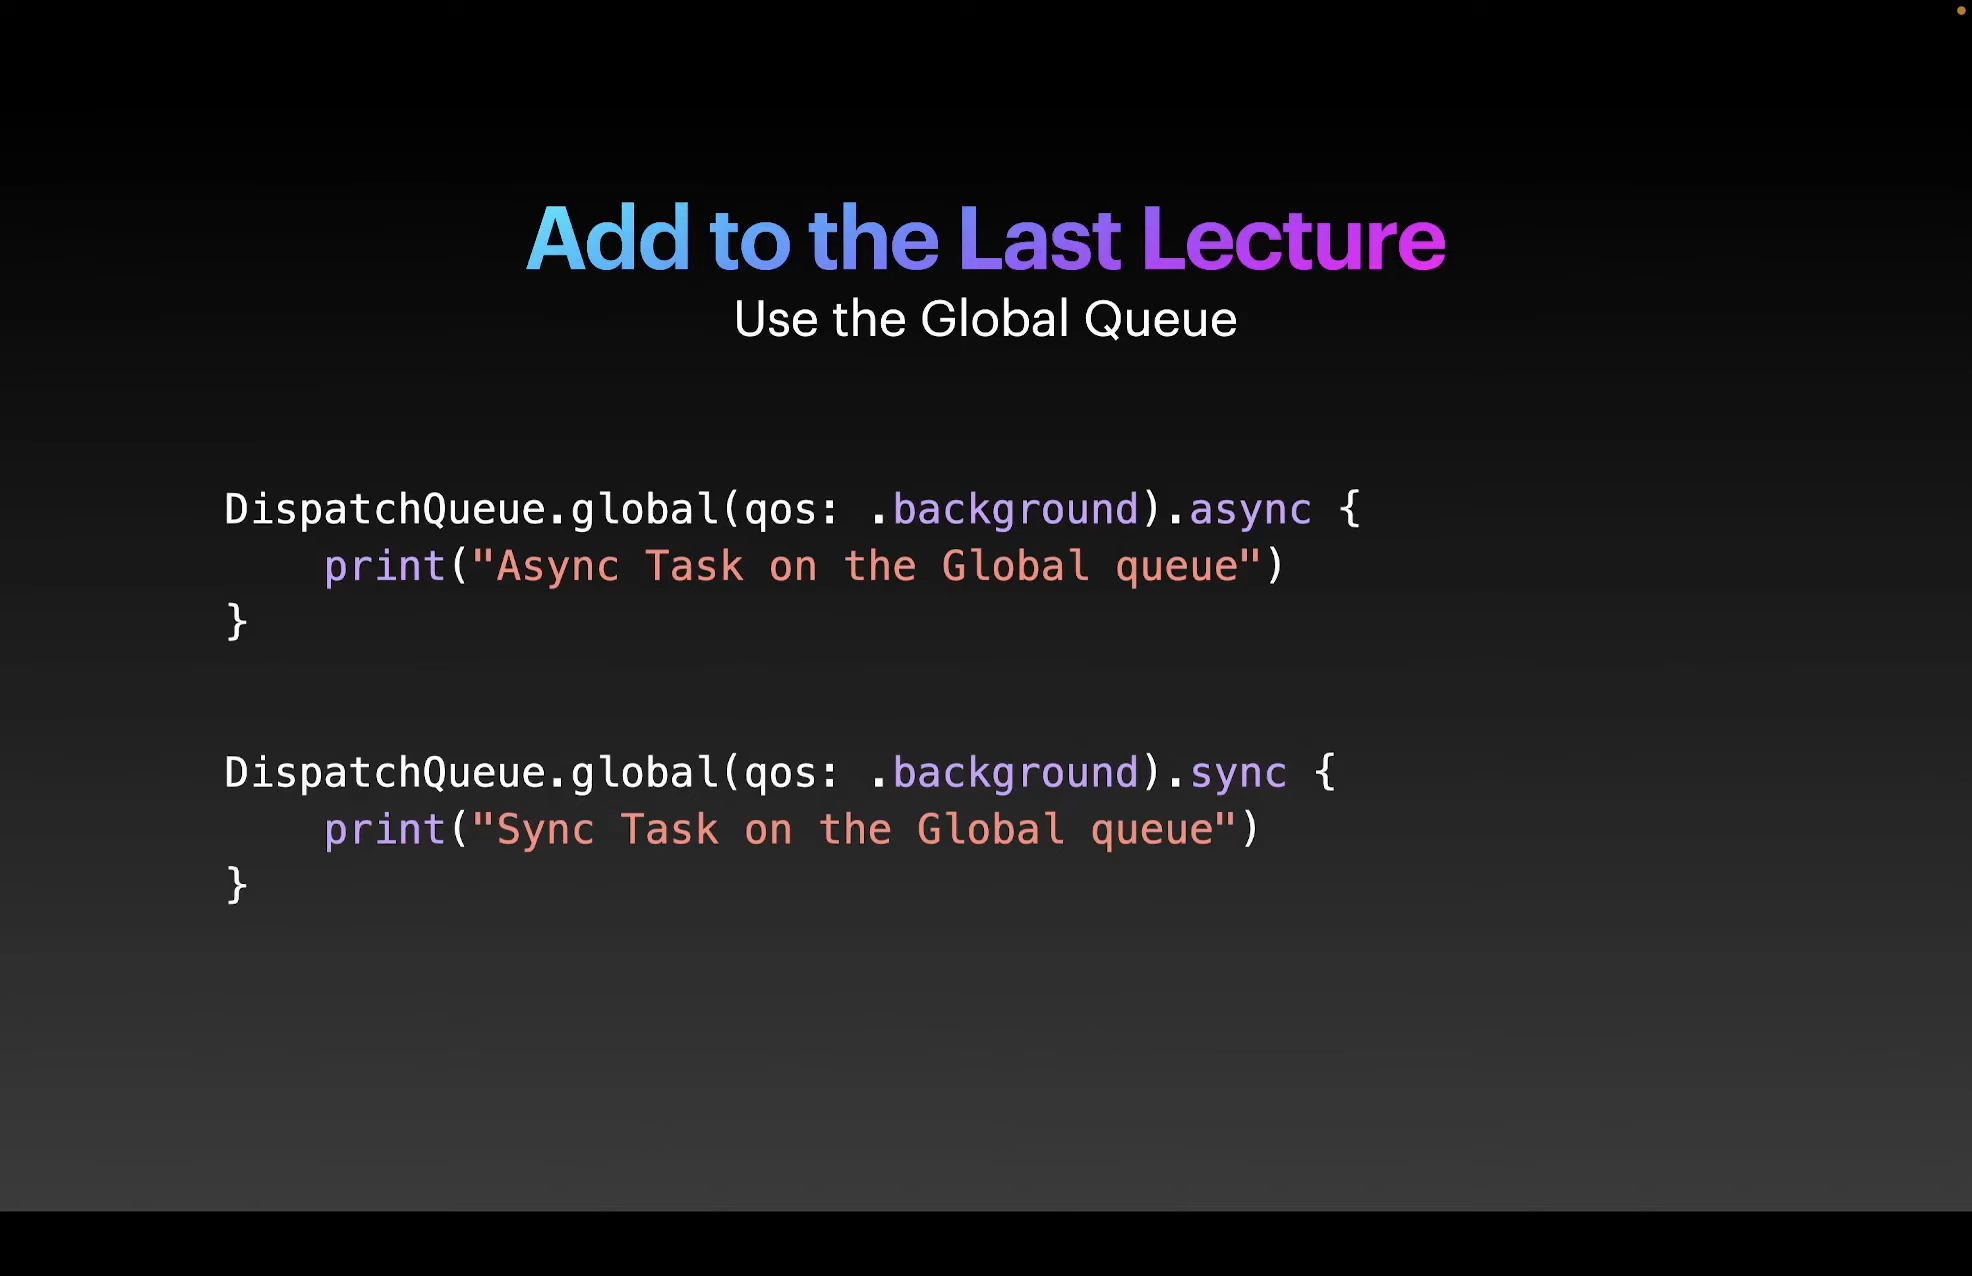 Add to the Last Lecture
Use the Global Queue
DispatchQueue.global(qos: .background).async {
    print("Async Task on the Global queue")
}
DispatchQueue.global(qos: .background).sync {
    print("Sync Task on the Global queue")
}